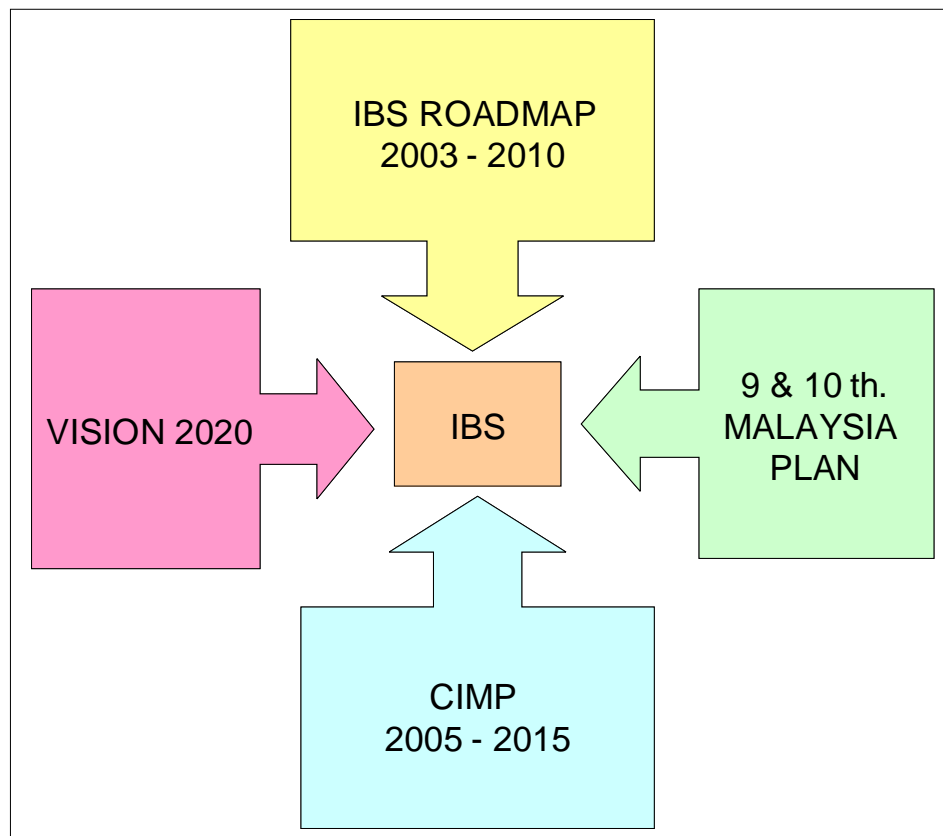 IBS ROADMAP
2003 - 2010
VISION 2020
IBS
9 & 10 th.
MALAYSIA
PLAN
CIMP
2005 - 2015